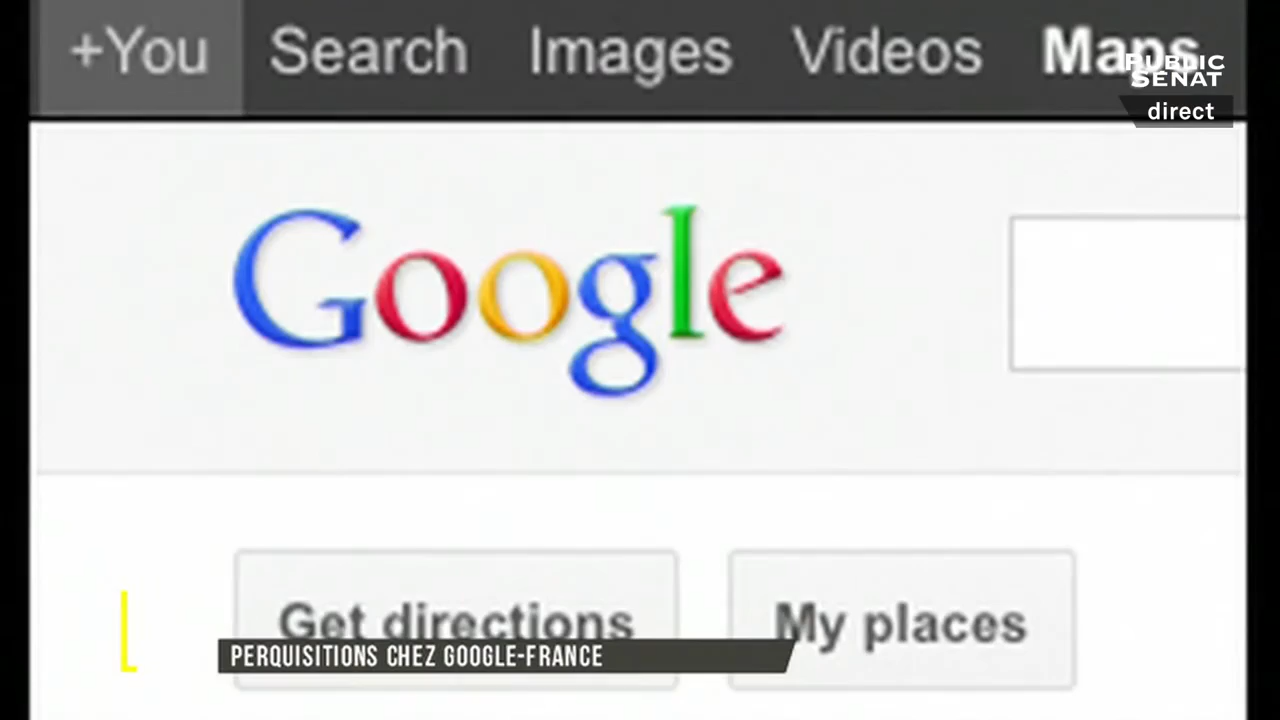 +You Search Images Videos Maps
PUBLIC
SENAT
direct
Google
Get directions My places
PERQUISITIONS CHEZ GOOGLE-FRANCE